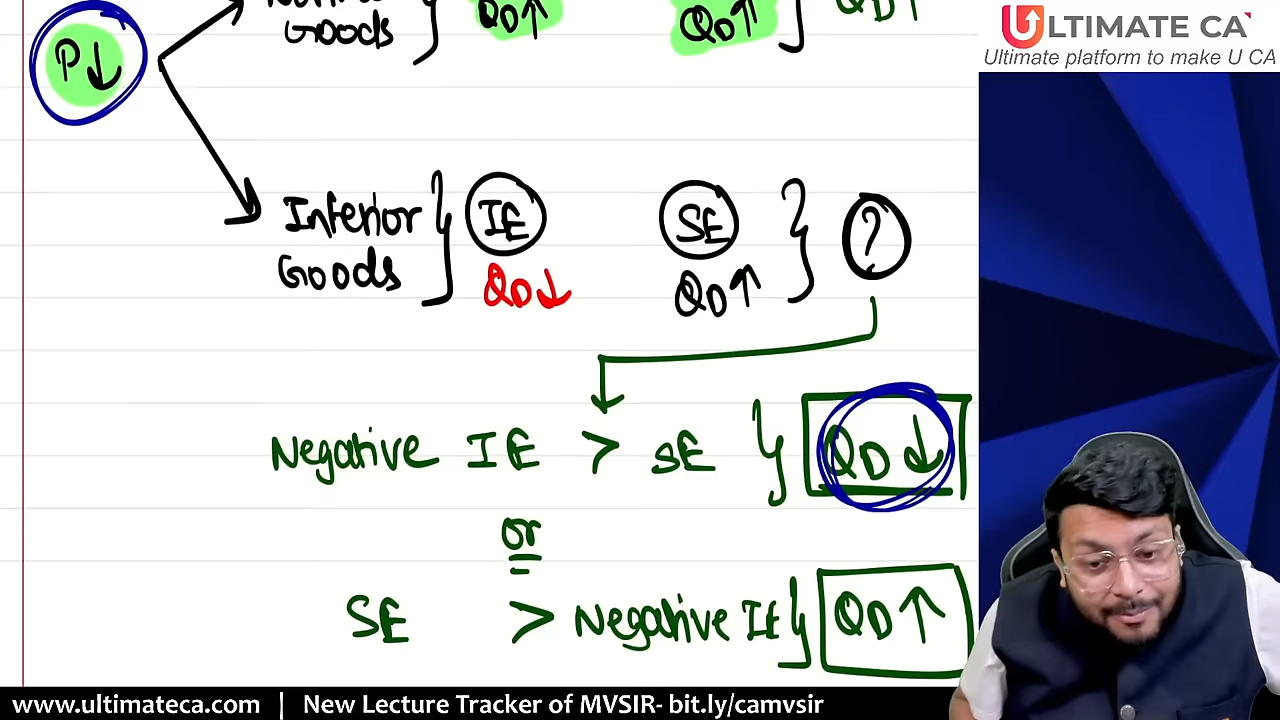 GOODS } QD↑ QD↑ } QD↑
P↓
ULTIMATE CA
Ultimate platform to make U CA
Inferior } IE SE } ?
GOODS QD↓ QD↑
Negative IE > SE } QD↓
or
SE > Negative IE } QD↑
www.ultimateca.com | New Lecture Tracker of MVSIR- bit.ly/camvsir